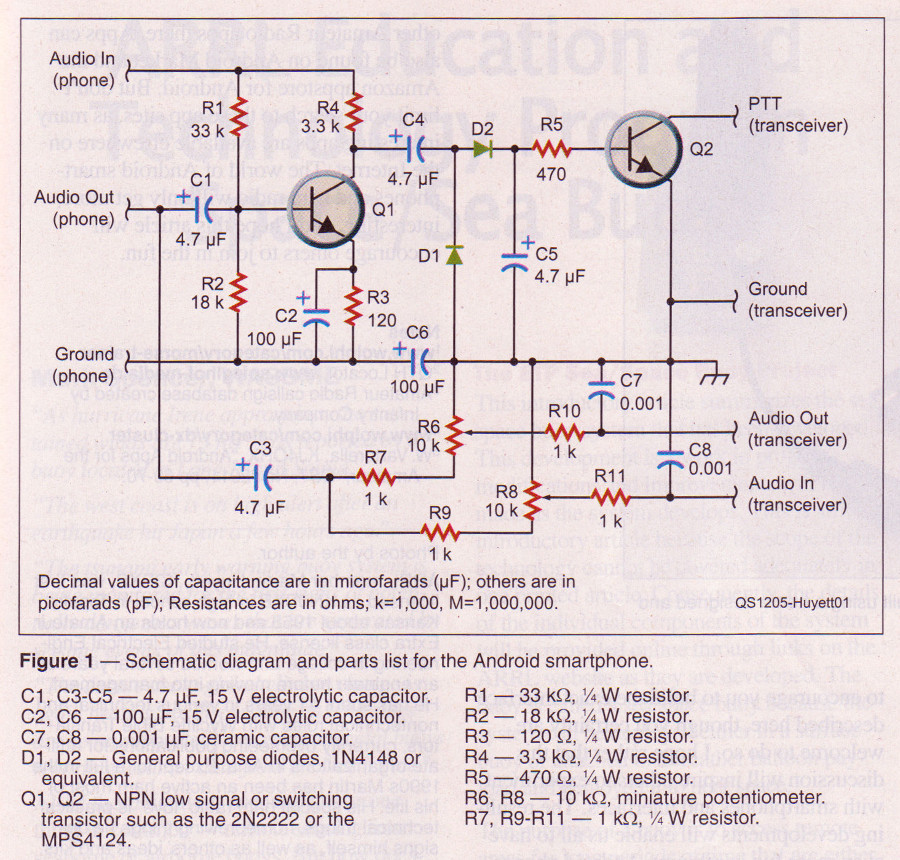 Audio In
(phone)
R1
33 k
R4
3.3 k
C4
4.7 µF
D2
R5
470
Q2
PTT
(transceiver)
Audio Out
(phone)
C1
4.7 µF
Q1
D1
C5
4.7 µF
R2
18 k
C2
100 µF
R3
120
Ground
(transceiver)
Ground
(phone)
C6
100 µF
C7
0.001
R6
10 k
R10
1 k
Audio Out
(transceiver)
C3
4.7 µF
R7
1 k
C8
0.001
R8
10 k
R11
1 k
Audio In
(transceiver)
R9
1 k
Decimal values of capacitance are in microfarads (µF); others are in
picofarads (pF); Resistances are in ohms; k=1,000, M=1,000,000.
QS1205-Huyett01
Figure 1 — Schematic diagram and parts list for the Android smartphone.
C1, C3-C5 — 4.7 µF, 15 V electrolytic capacitor.
C2, C6 — 100 µF, 15 V electrolytic capacitor.
C7, C8 — 0.001 µF, ceramic capacitor.
D1, D2 — General purpose diodes, 1N4148 or
equivalent.
Q1, Q2 — NPN low signal or switching
transistor such as the 2N2222 or the
MPS4124.
R1 — 33 kΩ, ¼ W resistor.
R2 — 18 kΩ, ¼ W resistor.
R3 — 120 Ω, ¼ W resistor.
R4 — 3.3 kΩ, ¼ W resistor.
R5 — 470 Ω, ¼ W resistor.
R6, R8 — 10 kΩ, miniature potentiometer.
R7, R9-R11 — 1 kΩ, ¼ W resistor.